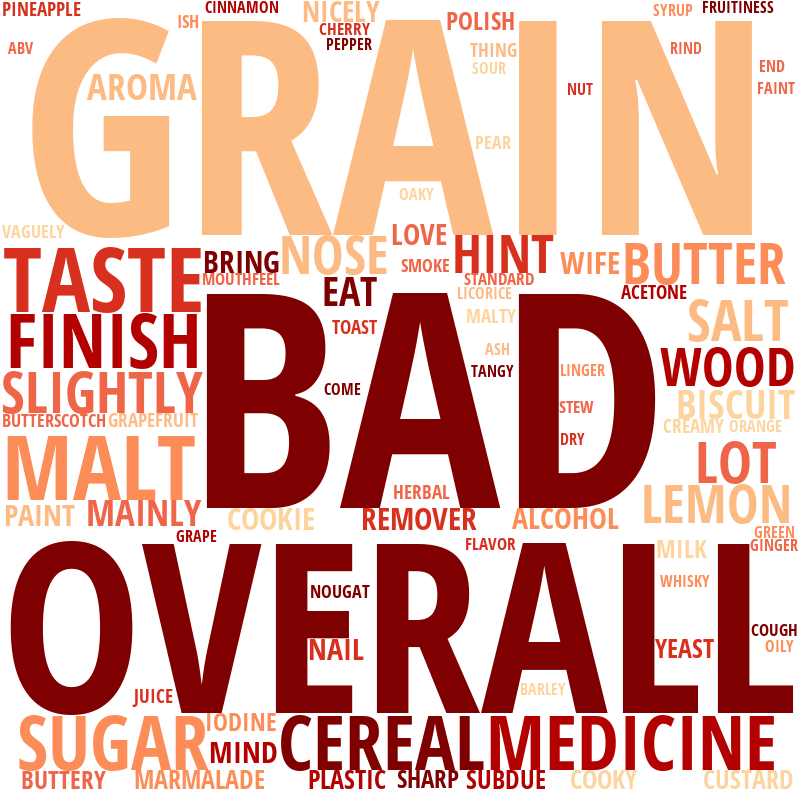 PINEAPPLE
ISH
CINNAMON
NICELY
CHERRY
PEPPER
POLISH
SYRUP
FRUITINESS
ABV
THING
SOUR
RIND
END
FAINT
NUT
AROMA
GRAIN
PEAR
OAKY
VAGUELY
TASTE
BRING
MOUTHFEEL
NOSE
LOVE
HINT
SMOKE
STANDARD
WIFE
BUTTER
EAT
LICORICE
ACETONE
FINISH
TOAST
MALTY
SALT
BAD
ASH
TANGY
LINGER
WOOD
SLIGHTLY
COME
STEW
BISCUIT
BUTTERSCOTCH
GRAPEFRUIT
CREAMY
ORANGE
DRY
MALT
LOT
HERBAL
LEMON
PAINT
MAINLY
COOKIE
REMOVER
ALCOHOL
GRAPE
FLAVOR
MILK
GREEN
GINGER
OVERALL
NOUGAT
WHISKY
NAIL
YEAST
COUGH
OILY
JUICE
BARLEY
SUGAR
IODINE
MIND
CEREAL
MEDICINE
BUTTERY
MARMALADE
PLASTIC
SHARP
SUBDUE
COOKY
CUSTARD